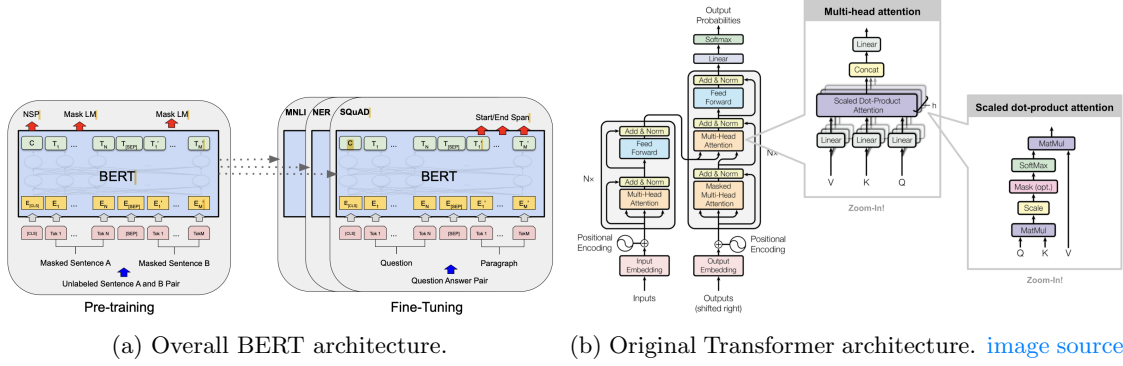 NSP
Mask LM
Mask LM
C
T1
...
TN
T[SEP]
T1'
...
TM'
BERT
E[CLS]
E1
...
EN
E[SEP]
E1'
...
EM'
[CLS]
Tok 1
...
Tok N
[SEP]
Tok 1
...
TokM
Masked Sentence A
Masked Sentence B
Unlabeled Sentence A and B Pair
Pre-training
MNLI
NER
SQuAD
Start/End Span
C
T1
...
TN
T[SEP]
T1'
...
TM'
BERT
E[CLS]
E1
...
EN
E[SEP]
E1'
...
EM'
[CLS]
Tok 1
...
Tok N
[SEP]
Tok 1
...
TokM
Question
Paragraph
Question Answer Pair
Fine-Tuning
(a) Overall BERT architecture.
Output
Probabilities
Softmax
Linear
Add & Norm
Feed
Forward
Add & Norm
Multi-Head
Attention
Add & Norm
Masked
Multi-Head
Attention
N×
Add & Norm
Feed
Forward
Add & Norm
Multi-Head
Attention
N×
Positional
Encoding
Positional
Encoding
Input
Embedding
Output
Embedding
Inputs
Outputs
(shifted right)
Multi-head attention
Linear
Concat
Scaled Dot-Product
Attention
h
Linear
Linear
Linear
V
K
Q
Zoom-In!
Scaled dot-product attention
MatMul
SoftMax
Mask (opt.)
Scale
MatMul
Q
K
V
Zoom-In!
(b) Original Transformer architecture. image source